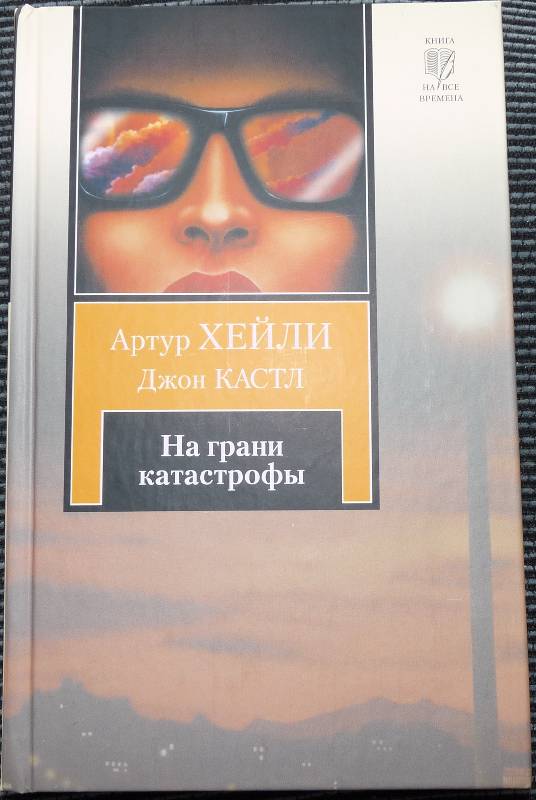 КНИГА
НА ВСЕ
ВРЕМЕНА
Артур ХЕЙЛИ
Джон КАСТЛ
На грани
катастрофы